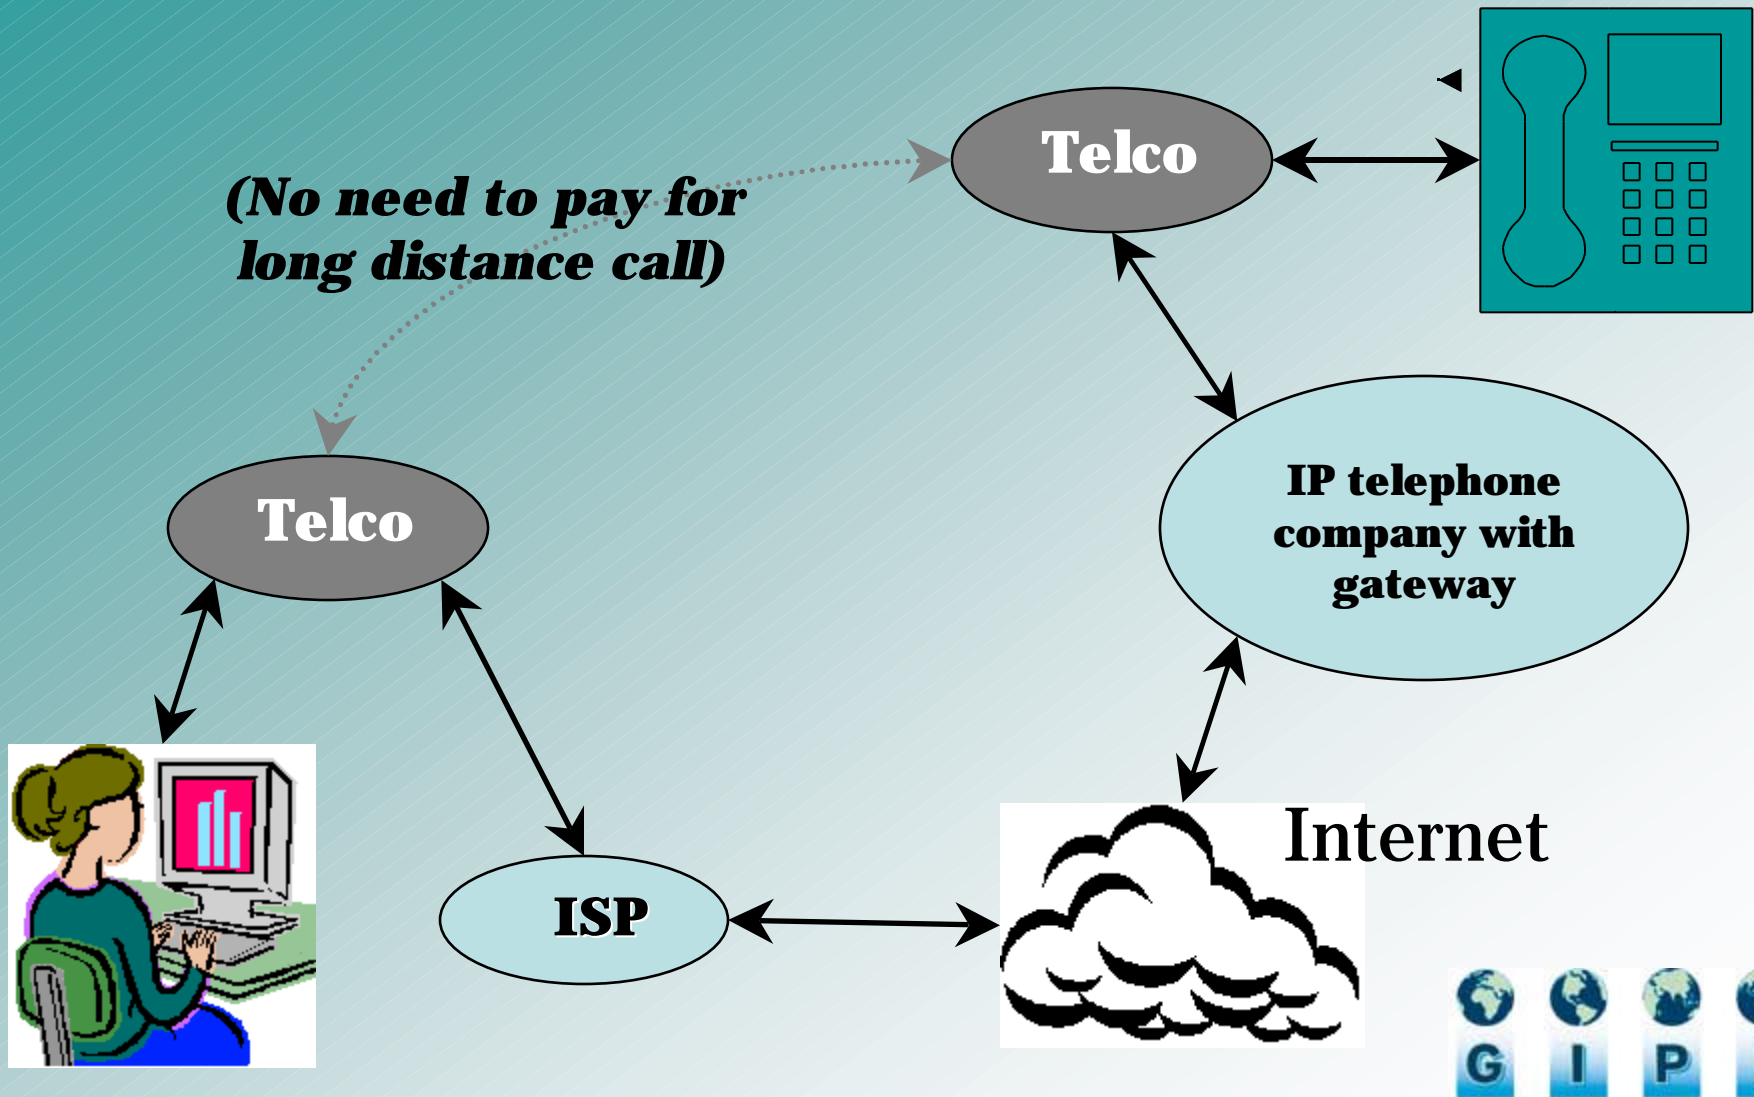 Telco
(No need to pay for
long distance call)
IP telephone
company with
gateway
Telco
Internet
ISP
G I P